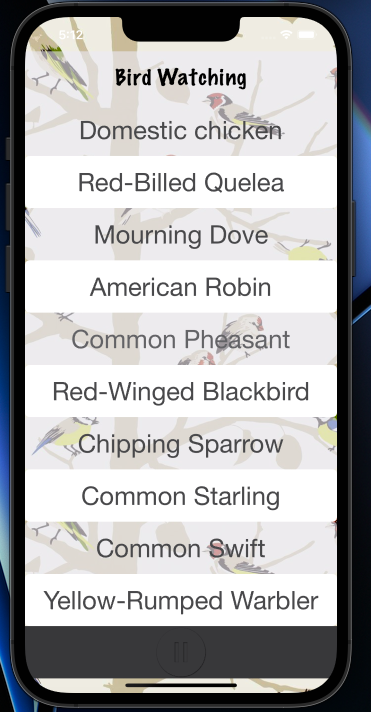 5:12
Bird Watching
Domestic chicken
Red-Billed Quelea
Mourning Dove
American Robin
Common Pheasant
Red-Winged Blackbird
Chipping Sparrow
Common Starling
Common Swift
Yellow-Rumped Warbler